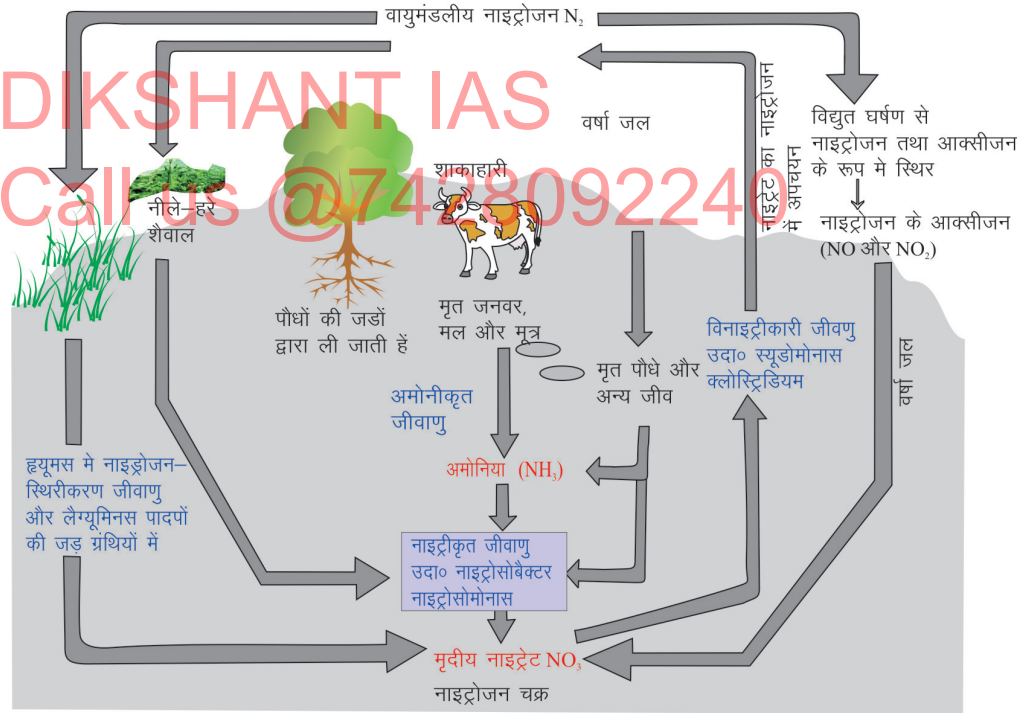 वायुमंडलीय नाइट्रोजन N₂
DIKSHANT IAS
Call us @7428092240
नीले–हरे
शैवाल
पौधों की जडों
द्वारा ली जाती हें
शाकाहारी
मृत जनवर,
मल और मूत्र
वर्षा जल
मृत पौधे और
अन्य जीव
नाइट्रेट का नाइट्रोजन
में अपचयन
विद्युत घर्षण से
नाइट्रोजन तथा आक्सीजन
के रूप मे स्थिर
नाइट्रोजन के आक्सीजन
(NO और NO₂)
वर्षा जल
विनाइट्रीकारी जीवणु
उदा० स्यूडोमोनास
क्लोस्ट्रिडियम
अमोनीकृत
जीवाणु
अमोनिया (NH₃)
हृयूमस मे नाइड्रोजन–
स्थिरीकरण जीवाणु
और लैग्यूमिनस पादपों
की जड़ ग्रंथियों में
नाइट्रीकृत जीवाणु
उदा० नाइट्रोसोबैक्टर
नाइट्रोसोमोनास
मृदीय नाइट्रेट NO₃
नाइट्रोजन चक्र